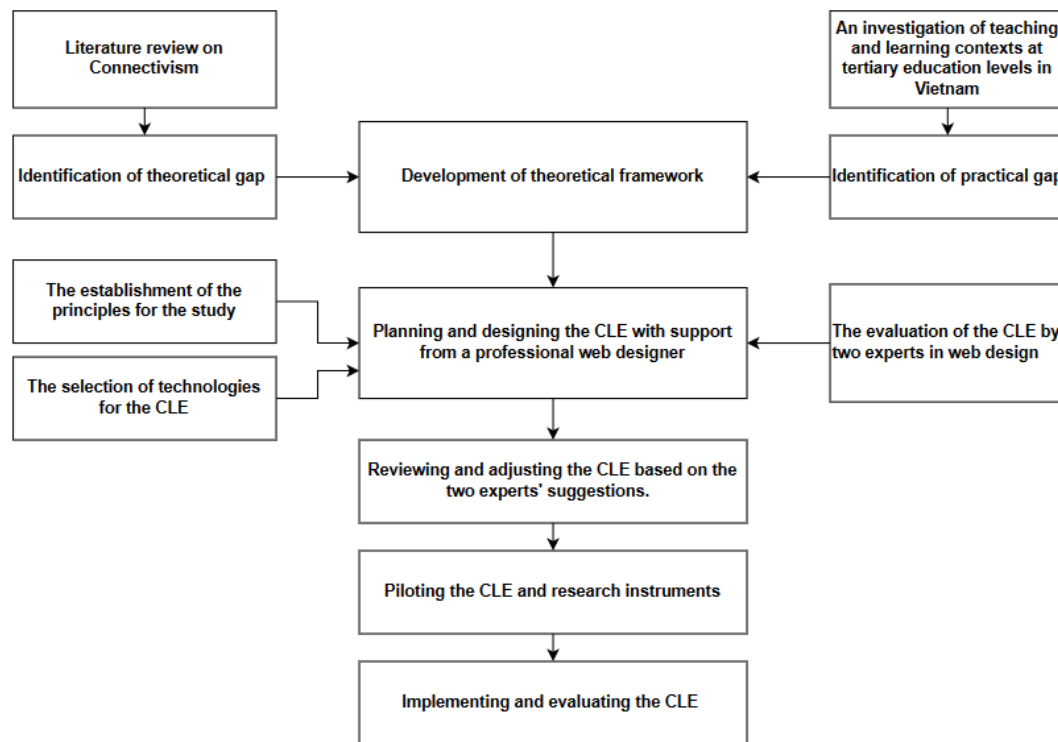 Literature review on
Connectivism
An investigation of teaching
and learning contexts at
tertiary education levels in
Vietnam
Identification of theoretical gap
Development of theoretical framework
Identification of practical gap
The establishment of the
principles for the study
Planning and designing the CLE with support
from a professional web designer
The evaluation of the CLE by
two experts in web design
The selection of technologies
for the CLE
Reviewing and adjusting the CLE based on the
two experts' suggestions.
Piloting the CLE and research instruments
Implementing and evaluating the CLE